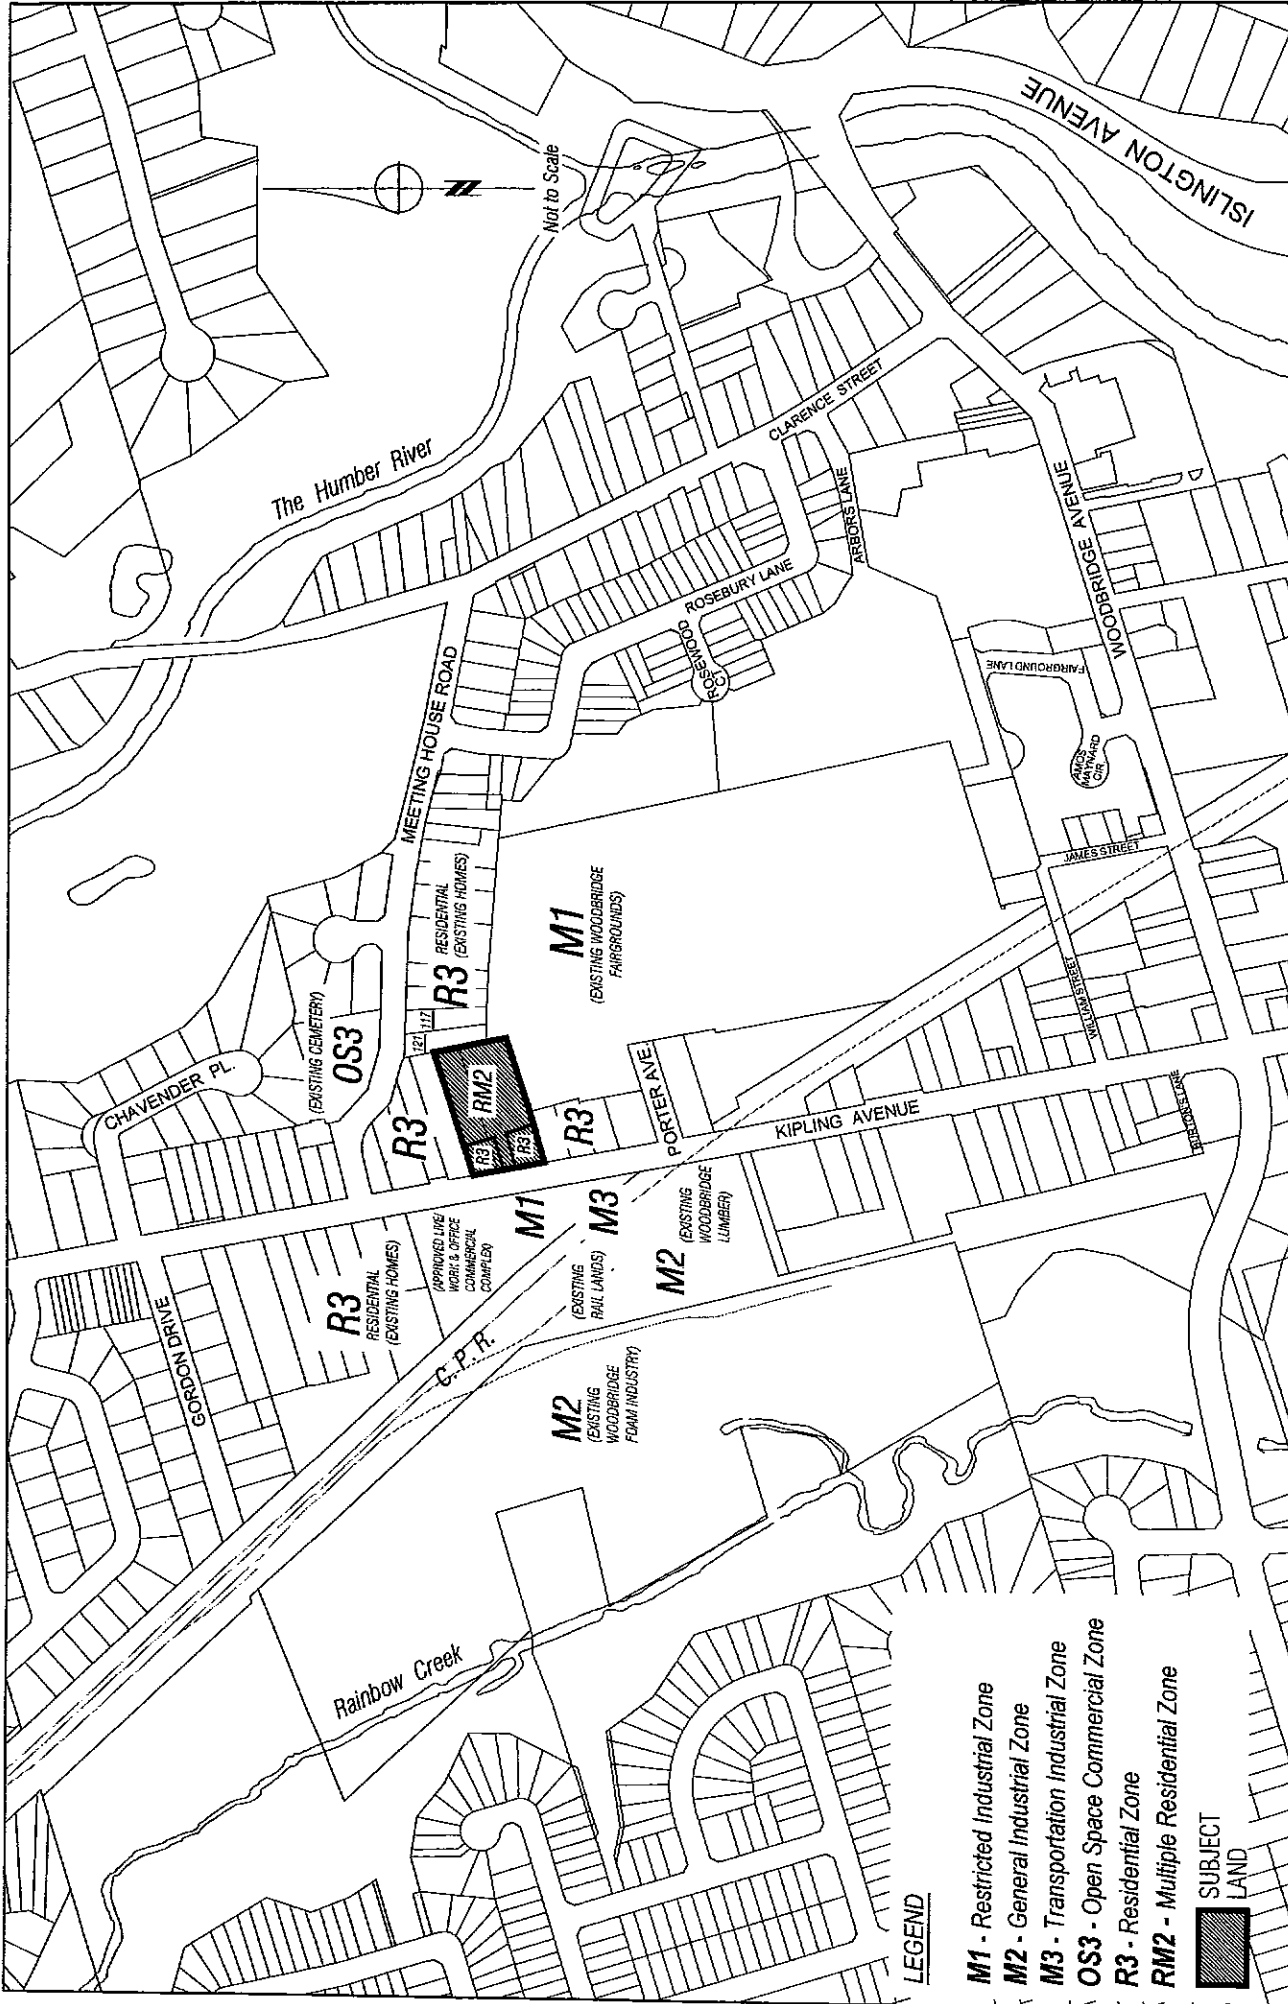 ISLINGTON AVENUE
Not to Scale
The Humber River
CLARENCE STREET
ARBORS LANE
ROSEBURY LANE
ROSEWOOD
CT.
WOODBRIDGE AVENUE
FAIRGROUND LANE
AMOS
MAYNARD
CIR.
JAMES STREET
WILLIAM STREET
MEETING HOUSE ROAD
R3 RESIDENTIAL
(EXISTING HOMES)
M1
(EXISTING WOODBRIDGE
FAIRGROUNDS)
(EXISTING CEMETERY)
OS3
CHAVENDER PL.
121
117
R3
RM2
R3
R3
R3
PORTER AVE.
KIPLING AVENUE
BURTON'S LANE
M1
(APPROVED LIVE/
WORK & OFFICE
COMMERCIAL
COMPLEX)
R3
RESIDENTIAL
(EXISTING HOMES)
GORDON DRIVE
C.P.R.
M3
(EXISTING
RAIL LANDS)
M2
(EXISTING
WOODBRIDGE
LUMBER)
M2
(EXISTING
WOODBRIDGE
FOAM INDUSTRY)
Rainbow Creek
LEGEND
M1 - Restricted Industrial Zone
M2 - General Industrial Zone
M3 - Transportation Industrial Zone
OS3 - Open Space Commercial Zone
R3 - Residential Zone
RM2 - Multiple Residential Zone
SUBJECT
LAND